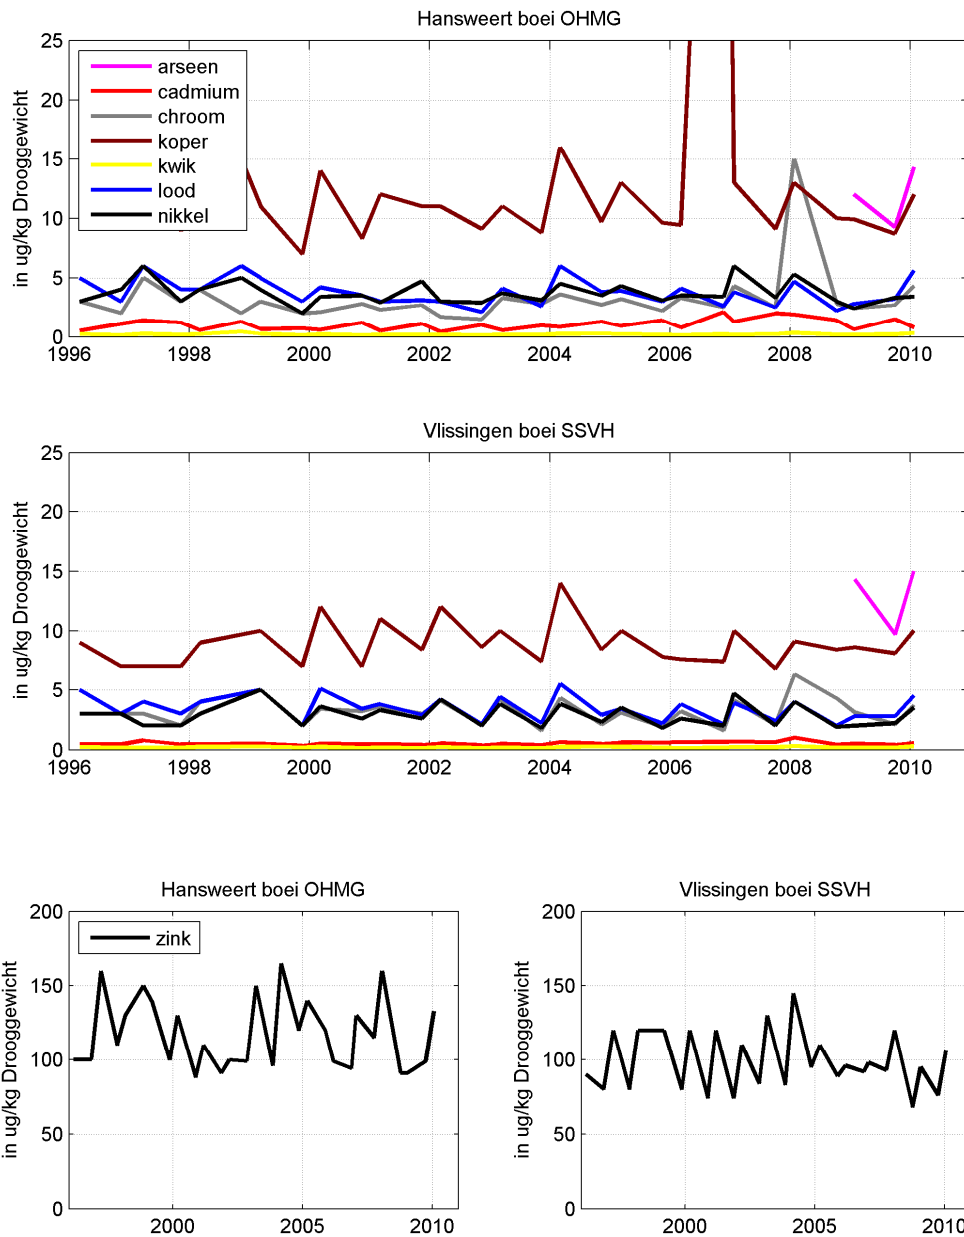 Hansweert boei OHMG
in ug/kg Drooggewicht
25
20
15
10
5
0
arseen
cadmium
chroom
koper
kwik
lood
nikkel
1996 1998 2000 2002 2004 2006 2008 2010
Vlissingen boei SSVH
in ug/kg Drooggewicht
25
20
15
10
5
0
1996 1998 2000 2002 2004 2006 2008 2010
Hansweert boei OHMG
in ug/kg Drooggewicht
200
150
100
50
0
zink
2000 2005 2010
Vlissingen boei SSVH
in ug/kg Drooggewicht
200
150
100
50
0
2000 2005 2010